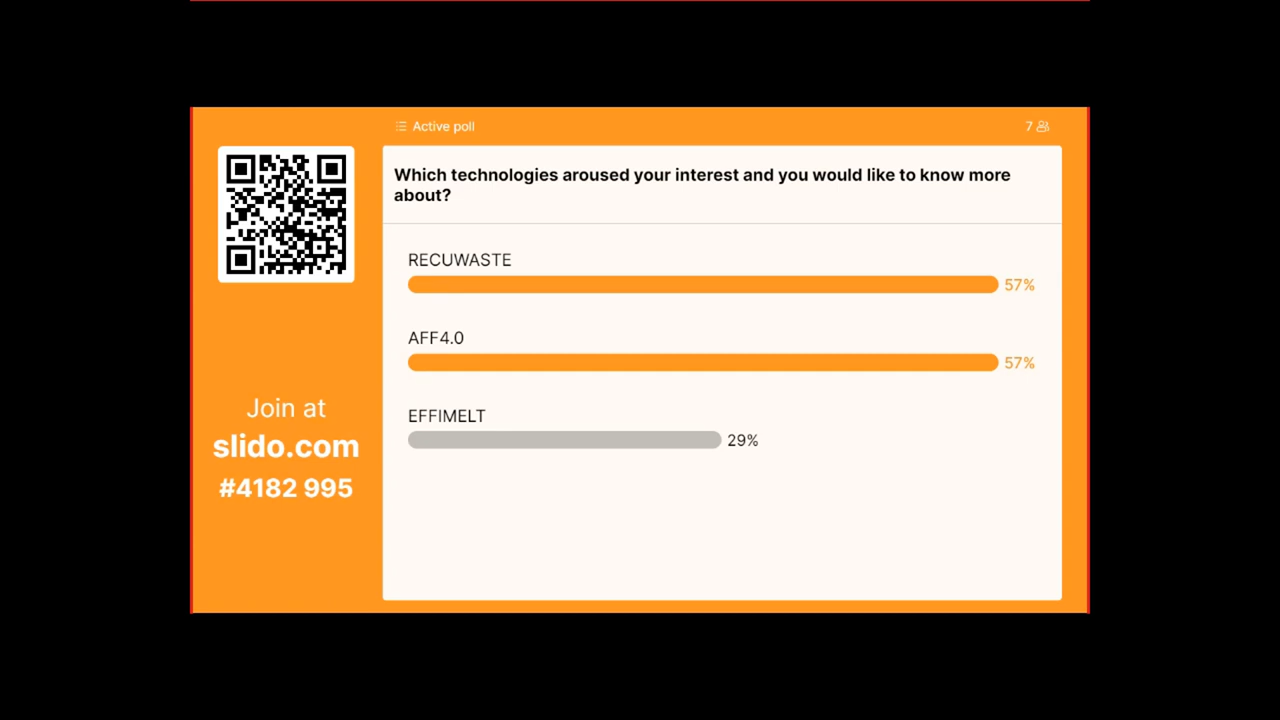 Active poll
7
Which technologies aroused your interest and you would like to know more
about?
RECUWASTE
57%
AFF4.0
57%
EFFIMELT
29%
Join at
slido.com
#4182 995